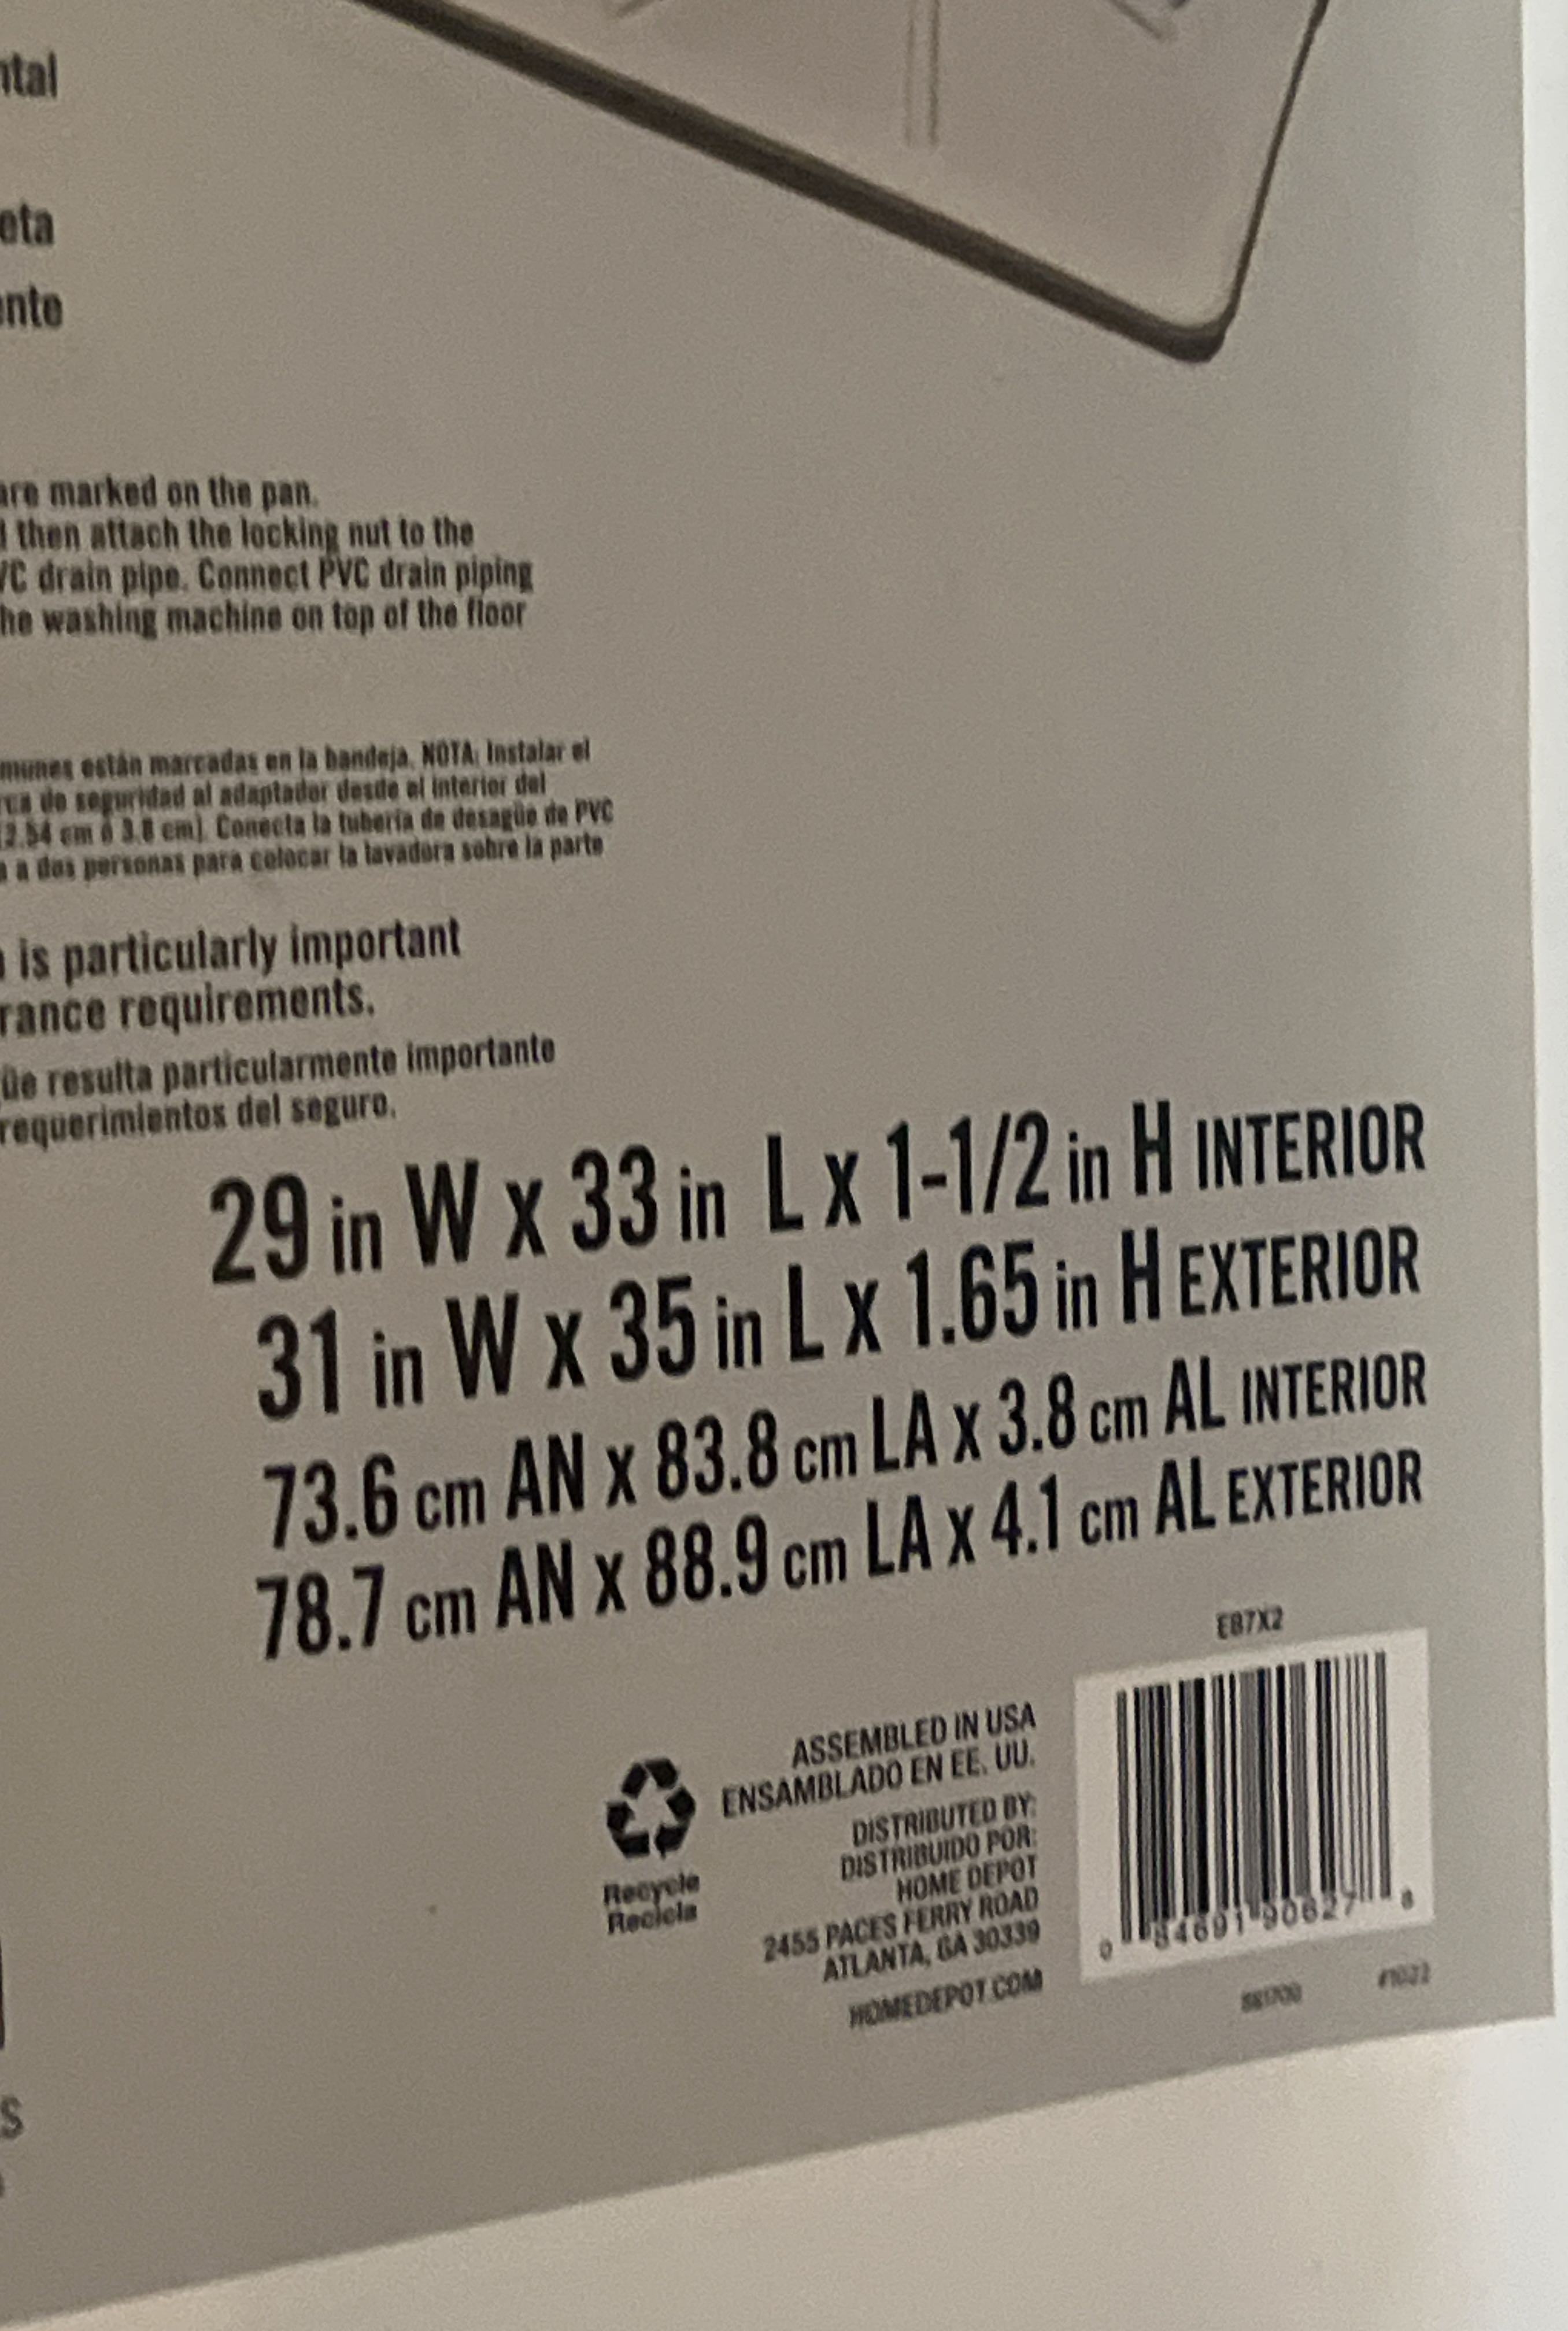 ntal
eta
ente
are marked on the pan.
then attach the locking nut to the
VC drain pipe. Connect PVC drain piping
he washing machine on top of the floor
munes están marcadas en la bandeja. NOTA: Instalar el
rca de seguridad al adaptador desde el interior del
(2.54 cm ó 3.8 cm). Conecta la tubería de desagüe de PVC
a dos personas para colocar la lavadora sobre la parte
is particularly important
rance requirements.
üe resulta particularmente importante
requerimientos del seguro.
29 in W x 33 in L x 1-1/2 in H INTERIOR
31 in W x 35 in L x 1.65 in H EXTERIOR
73.6 cm AN x 83.8 cm LA x 3.8 cm AL INTERIOR
78.7 cm AN x 88.9 cm LA x 4.1 cm AL EXTERIOR
EB7X2
ASSEMBLED IN USA
ENSAMBLADO EN EE. UU.
DISTRIBUTED BY:
DISTRIBUIDO POR:
HOME DEPOT
2455 PACES FERRY ROAD
ATLANTA, GA 30339
HOMEDEPOT.COM
Recycle
Recicla
0 84691 90627 8
S